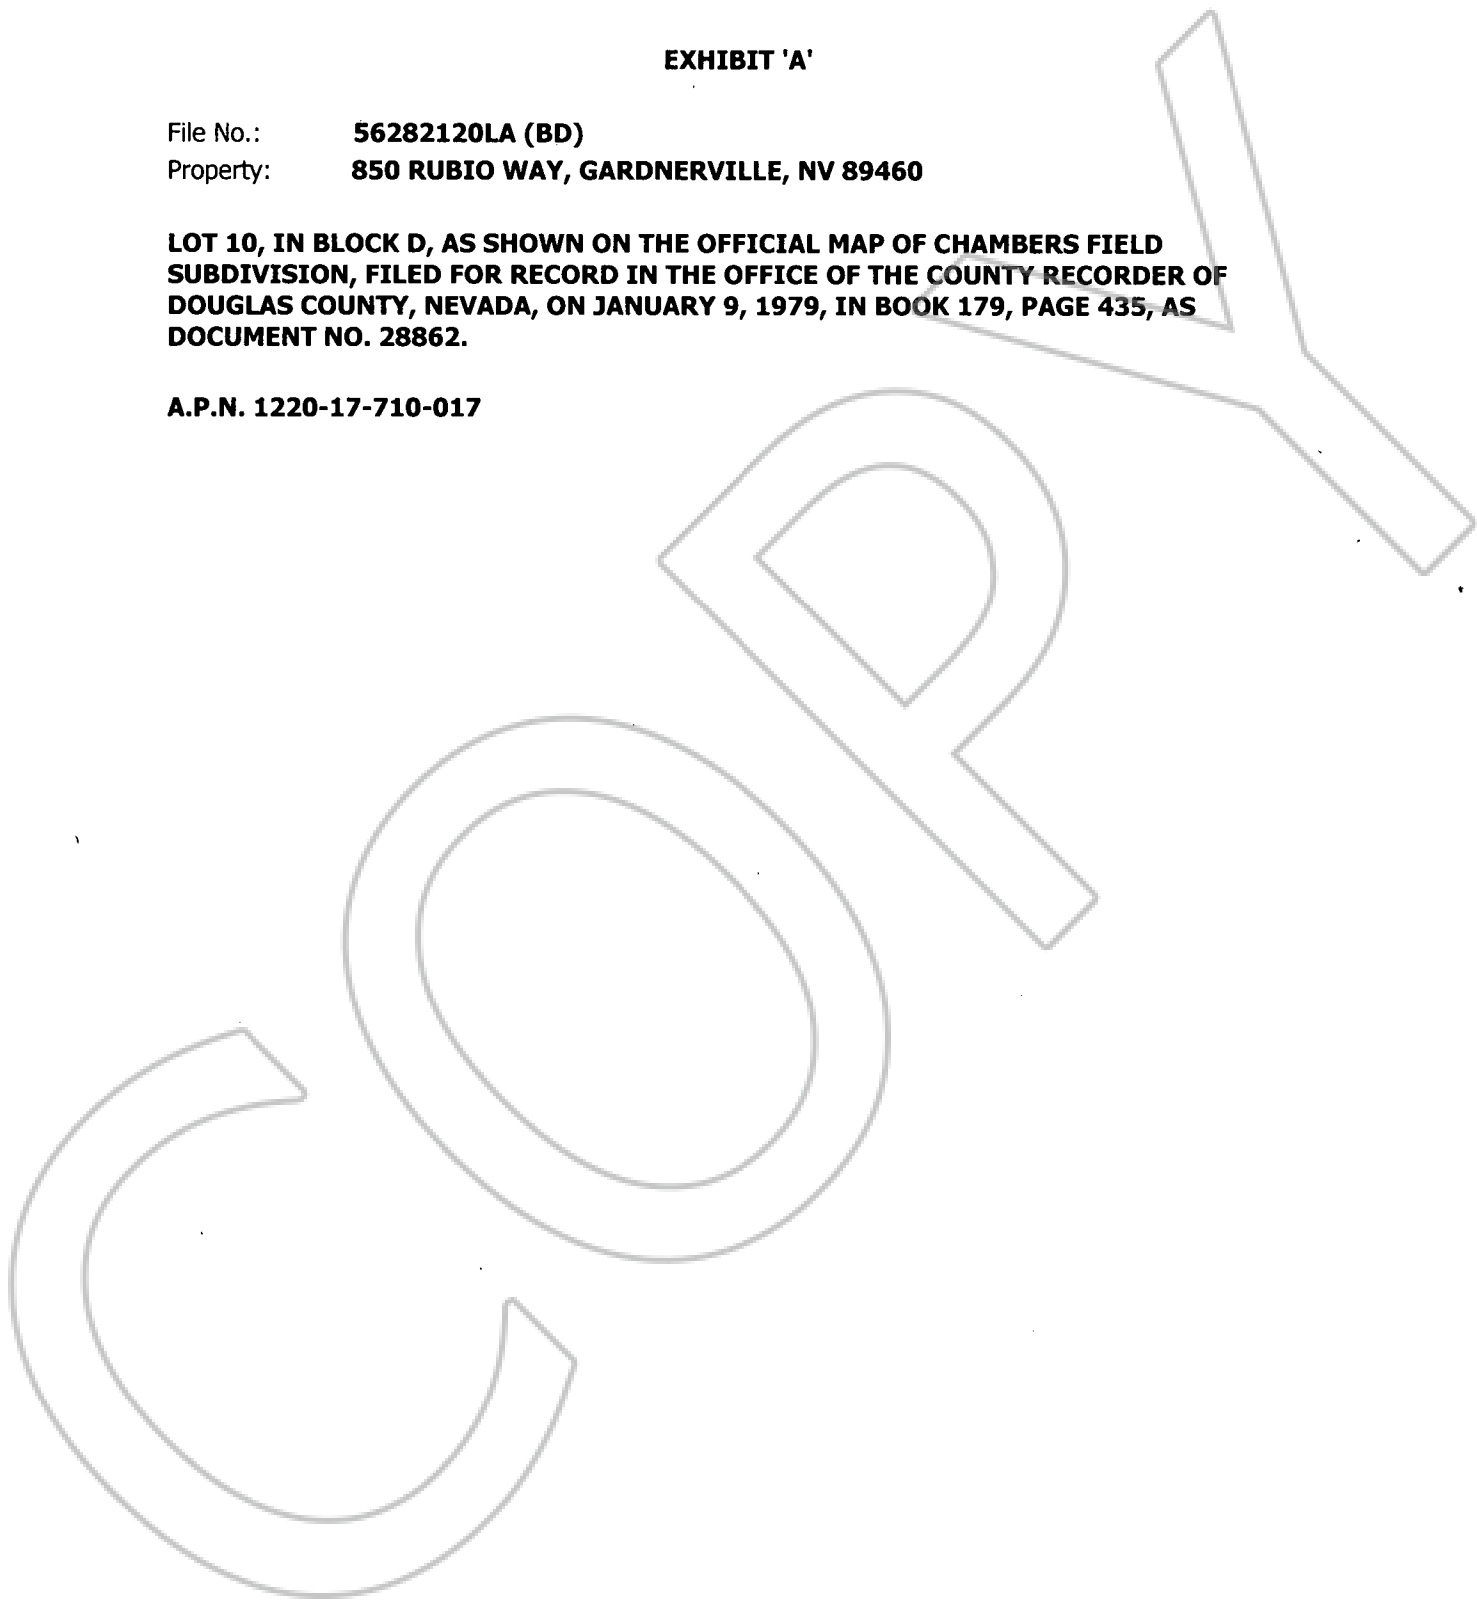 EXHIBIT 'A'
File No.: 56282120LA (BD)
Property: 850 RUBIO WAY, GARDNERVILLE, NV 89460
LOT 10, IN BLOCK D, AS SHOWN ON THE OFFICIAL MAP OF CHAMBERS FIELD
SUBDIVISION, FILED FOR RECORD IN THE OFFICE OF THE COUNTY RECORDER OF
DOUGLAS COUNTY, NEVADA, ON JANUARY 9, 1979, IN BOOK 179, PAGE 435, AS
DOCUMENT NO. 28862.
A.P.N. 1220-17-710-017
COPY